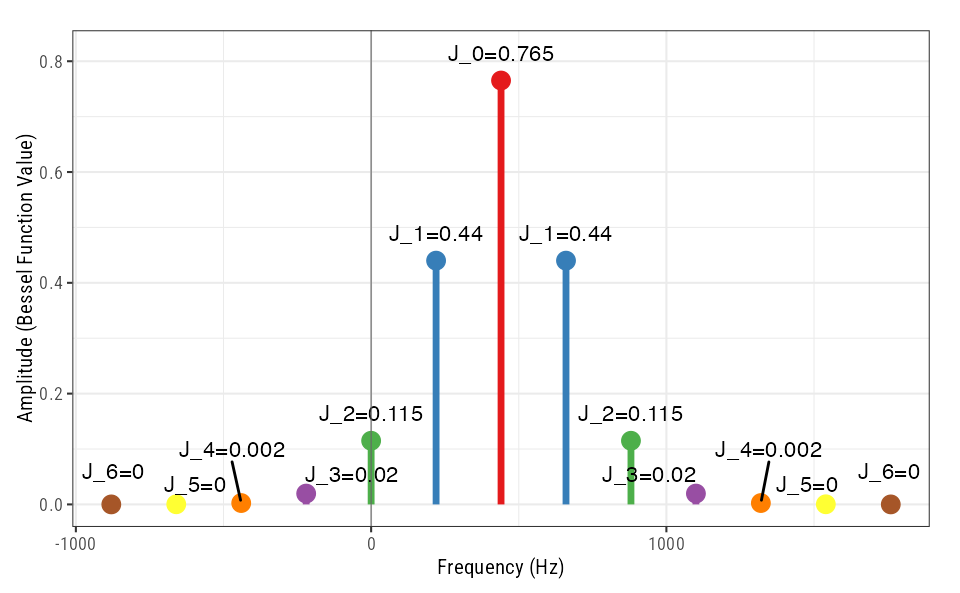 J_0=0.765
J_1=0.44
J_1=0.44
J_2=0.115
J_2=0.115
J_4=0.002
J_4=0.002
J_6=0
J_5=0
J_3=0.02
J_3=0.02
J_5=0
J_6=0
0.8
0.6
0.4
0.2
0.0
-1000
0
1000
Frequency (Hz)
Amplitude (Bessel Function Value)